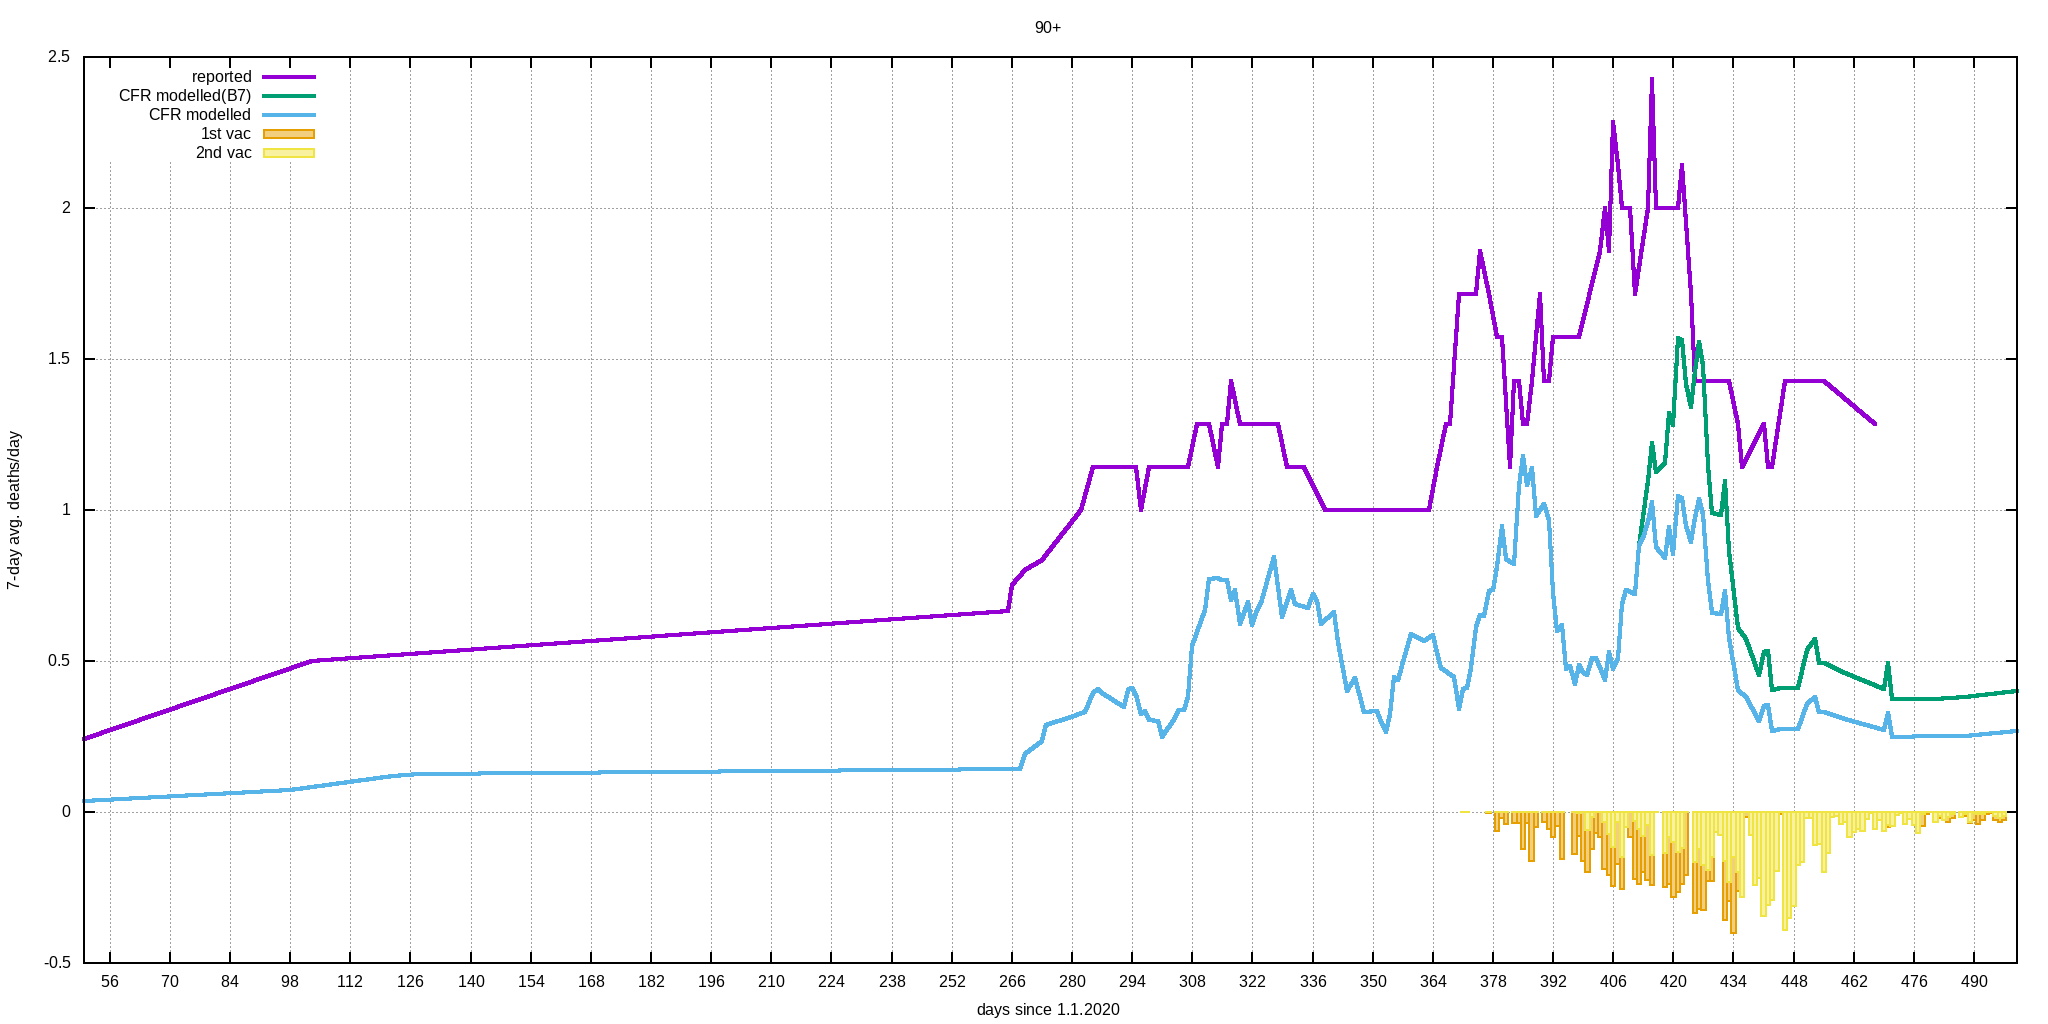 90+
2.5
2
1.5
1
0.5
0
-0.5
7-day avg. deaths/day
reported
CFR modelled(B7)
CFR modelled
1st vac
2nd vac
56 70 84 98 112 126 140 154 168 182 196 210 224 238 252 266 280 294 308 322 336 350 364 378 392 406 420 434 448 462 476 490
days since 1.1.2020